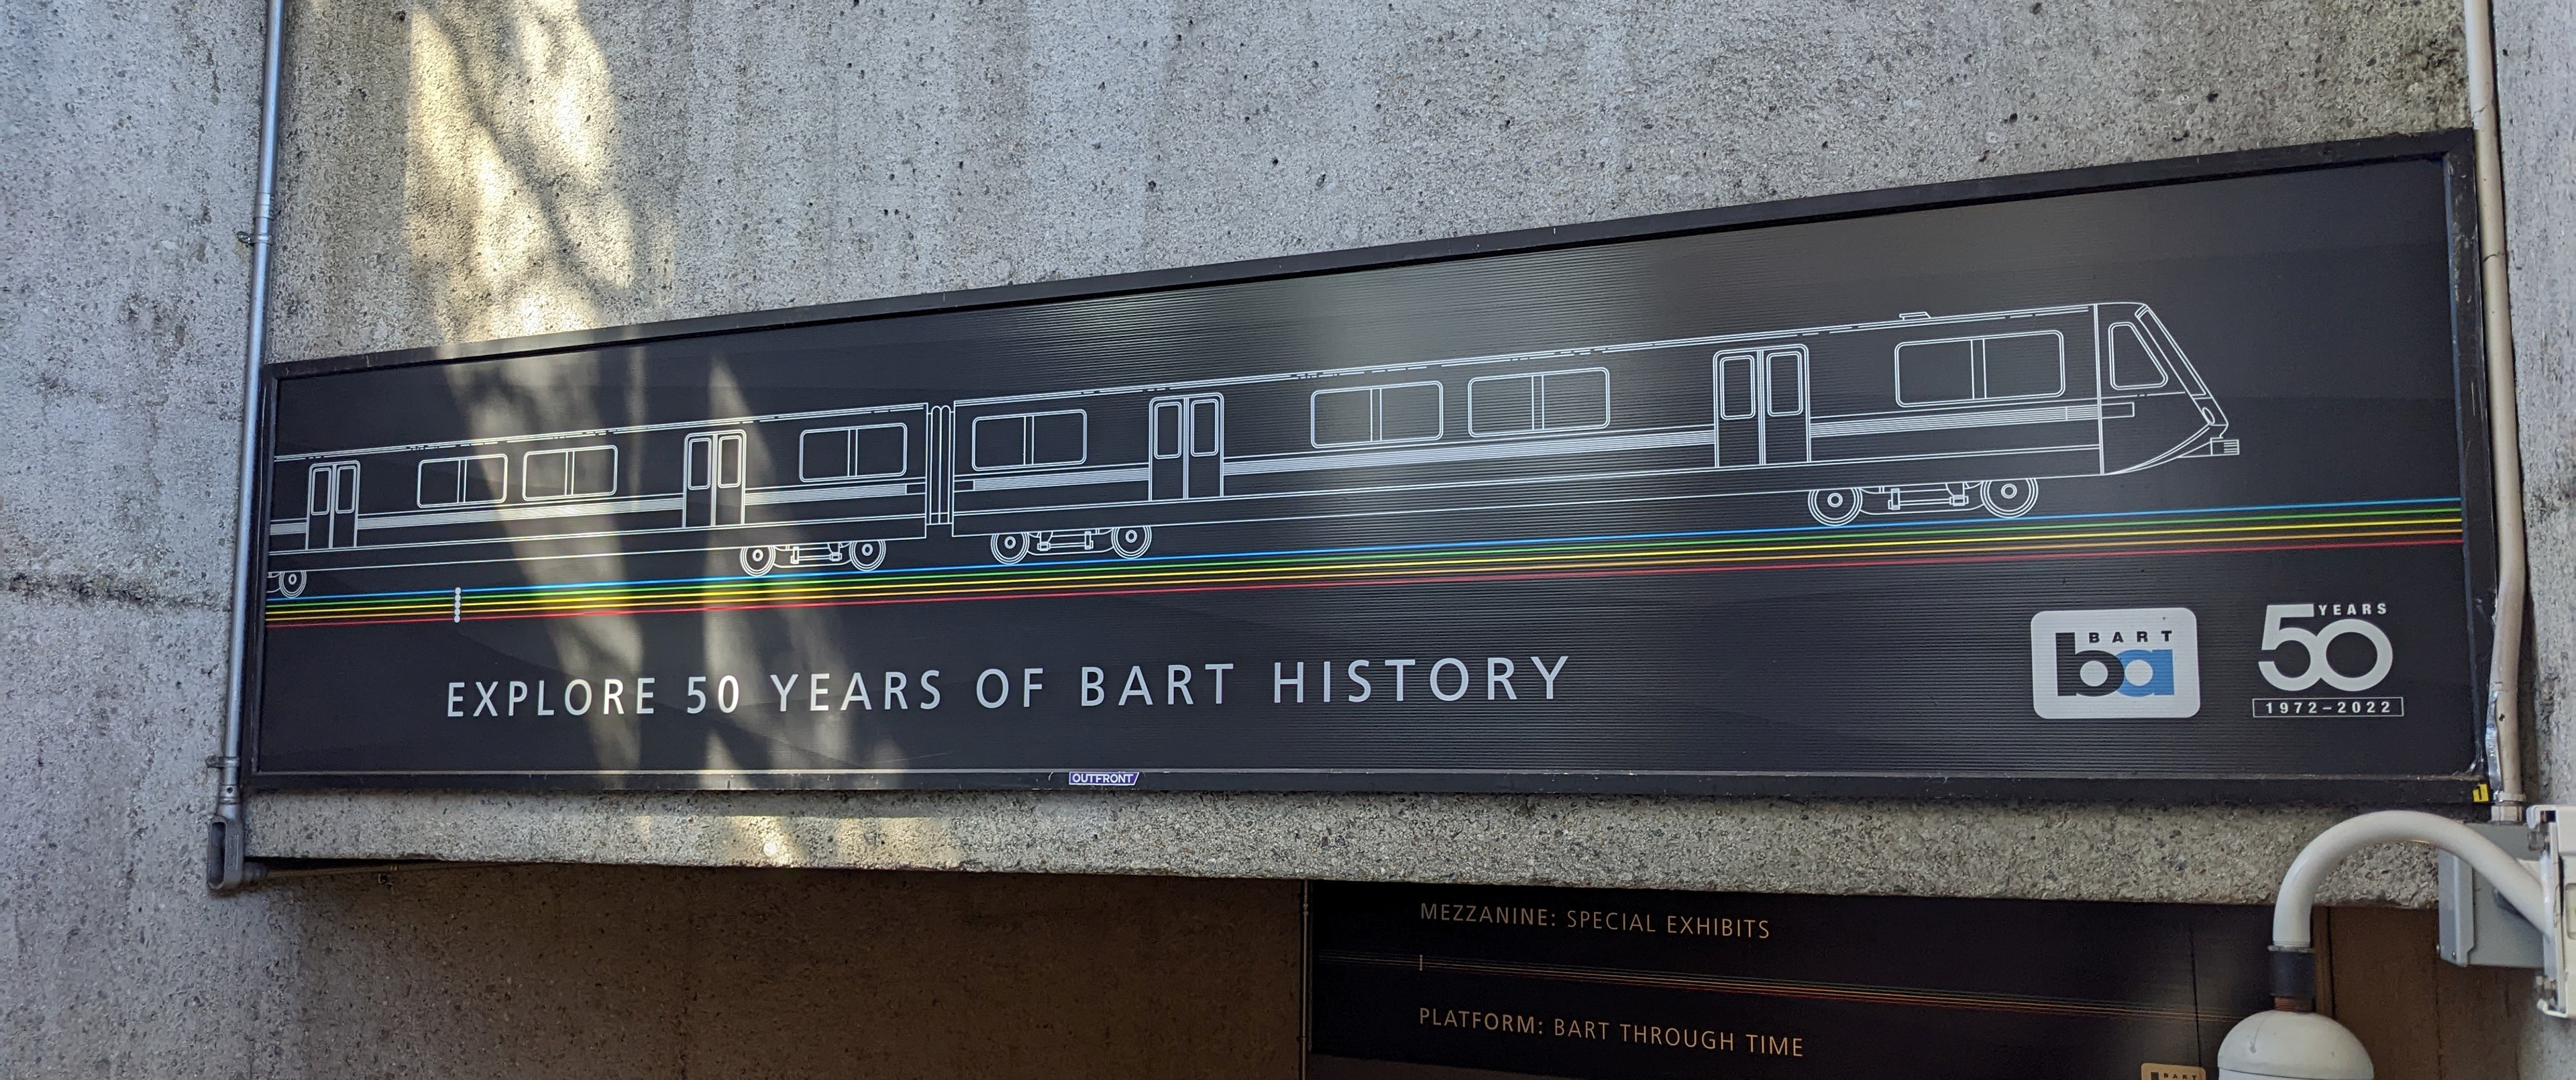 EXPLORE 50 YEARS OF BART HISTORY
BART
ba
50 YEARS
1972–2022
OUTFRONT
MEZZANINE: SPECIAL EXHIBITS
PLATFORM: BART THROUGH TIME
BART